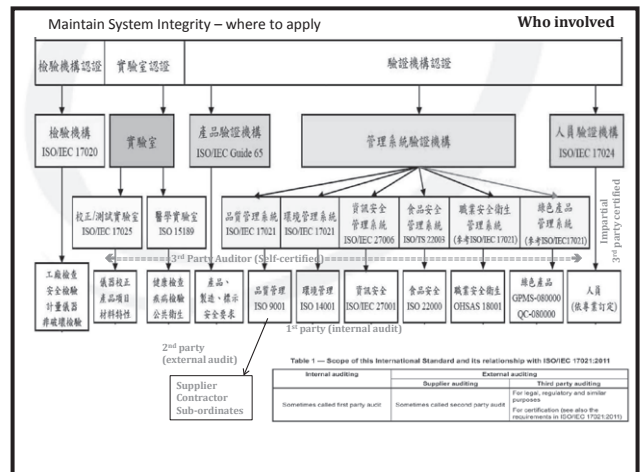 Maintain System Integrity – where to apply
Who involved
檢驗機構認證
實驗室認證
驗證機構認證
檢驗機構
ISO/IEC 17020
實驗室
產品驗證機構
ISO/IEC Guide 65
管理系統驗證機構
人員驗證機構
ISO/IEC 17024
校正/測試實驗室
ISO/IEC 17025
醫學實驗室
ISO 15189
品質管理系統
ISO/IEC 17021
環境管理系統
ISO/IEC 17021
資訊安全
管理系統
ISO/IEC 27006
食品安全
管理系統
ISO/TS 22003
職業安全衛生
管理系統
(參考ISO/IEC 17021)
綠色產品
管理系統
(參考ISO/IEC17021)
Impartial
3rd party certified
3rd Party Auditor (Self-certified)
工廠檢查
安全檢驗
計量儀器
非破壞檢驗
儀器校正
產品項目
材料特性
健康檢查
疾病檢驗
公共衛生
產品、
製造、標示
安全要求
品質管理
ISO 9001
環境管理
ISO 14001
資訊安全
ISO/IEC 27001
食品安全
ISO 22000
職業安全衛生
OHSAS 18001
綠色產品
GPMS-080000
QC-080000
人員
(依專業訂定)
1st party (internal audit)
2nd party
(external audit)
Supplier
Contractor
Sub-ordinates
Table 1 — Scope of this International Standard and its relationship with ISO/IEC 17021:2011
Internal auditing
External auditing
Supplier auditing
Third party auditing
Sometimes called first party audit
Sometimes called second party audit
For legal, regulatory and similar
purposes
For certification (see also the
requirements in ISO/IEC 17021:2011)